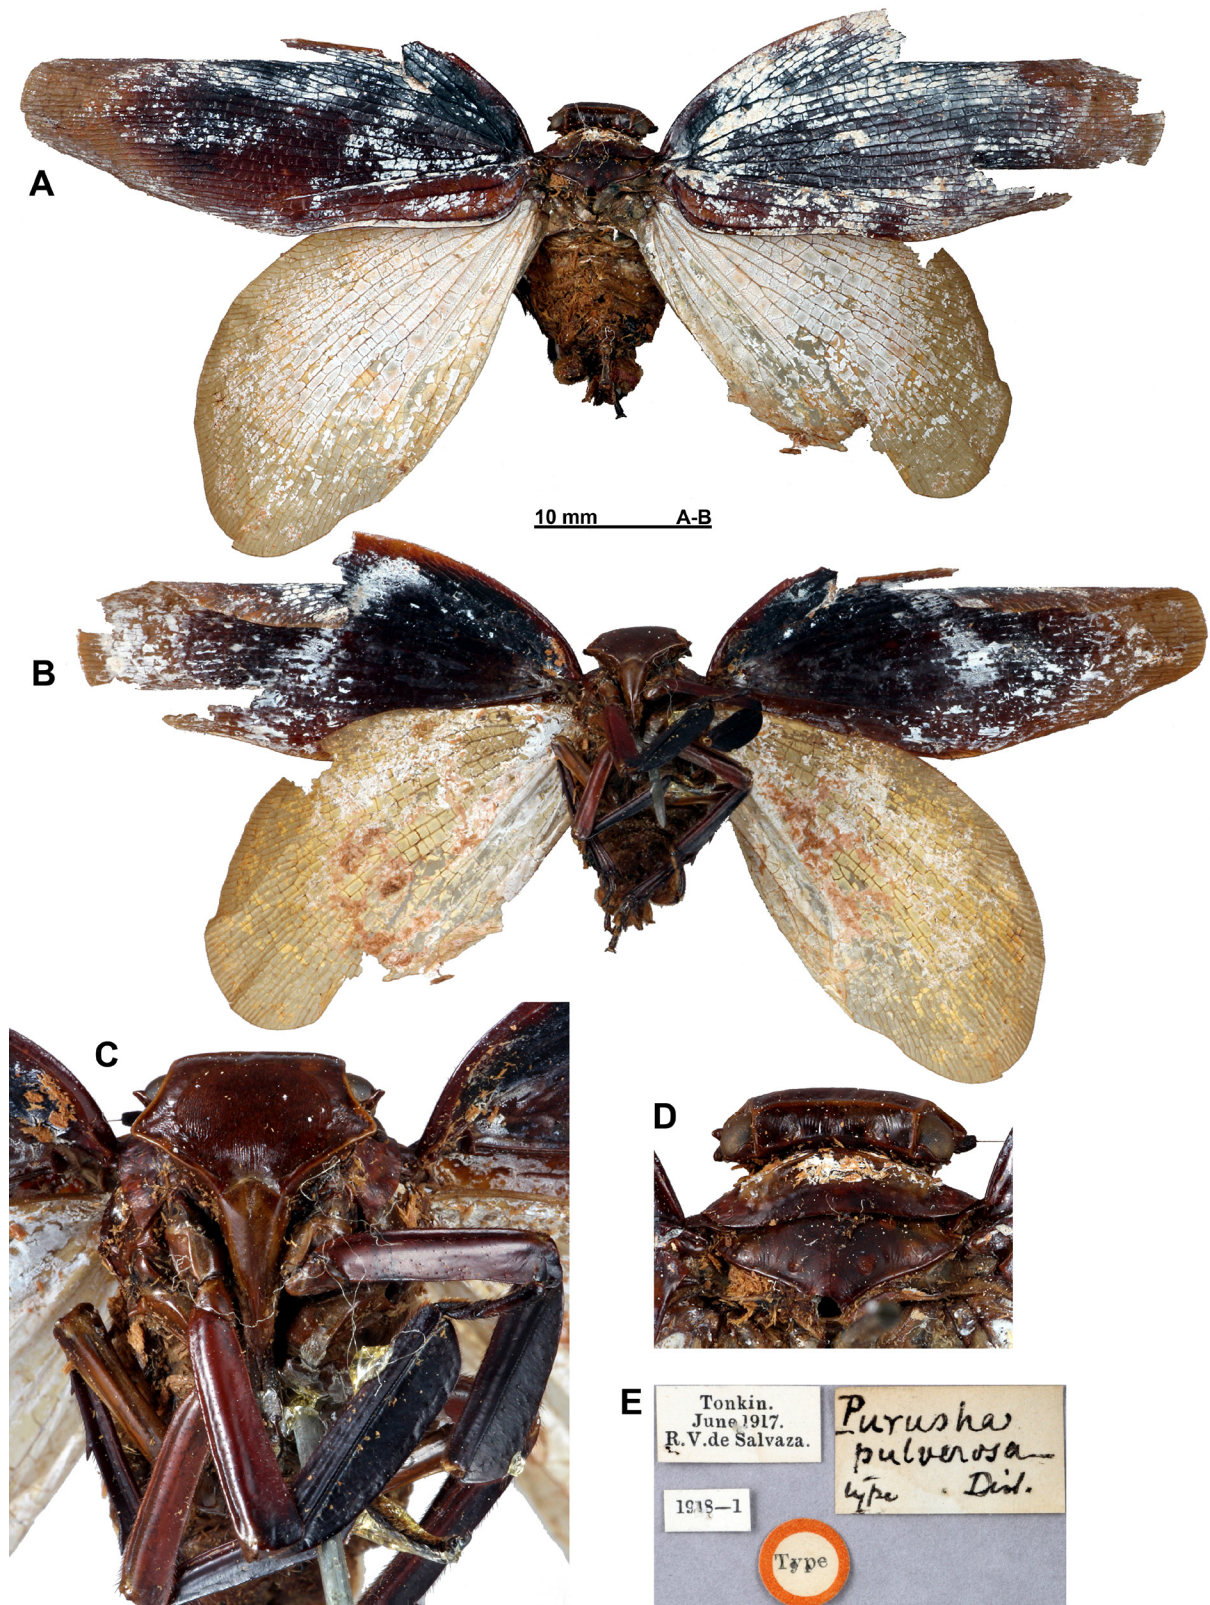 A
10 mm A-B
B
C
D
E
Tonkin.
June 1917.
R.V.de Salvaza.
Purusha
pulverosa
type . Dist.
1918—1
Type